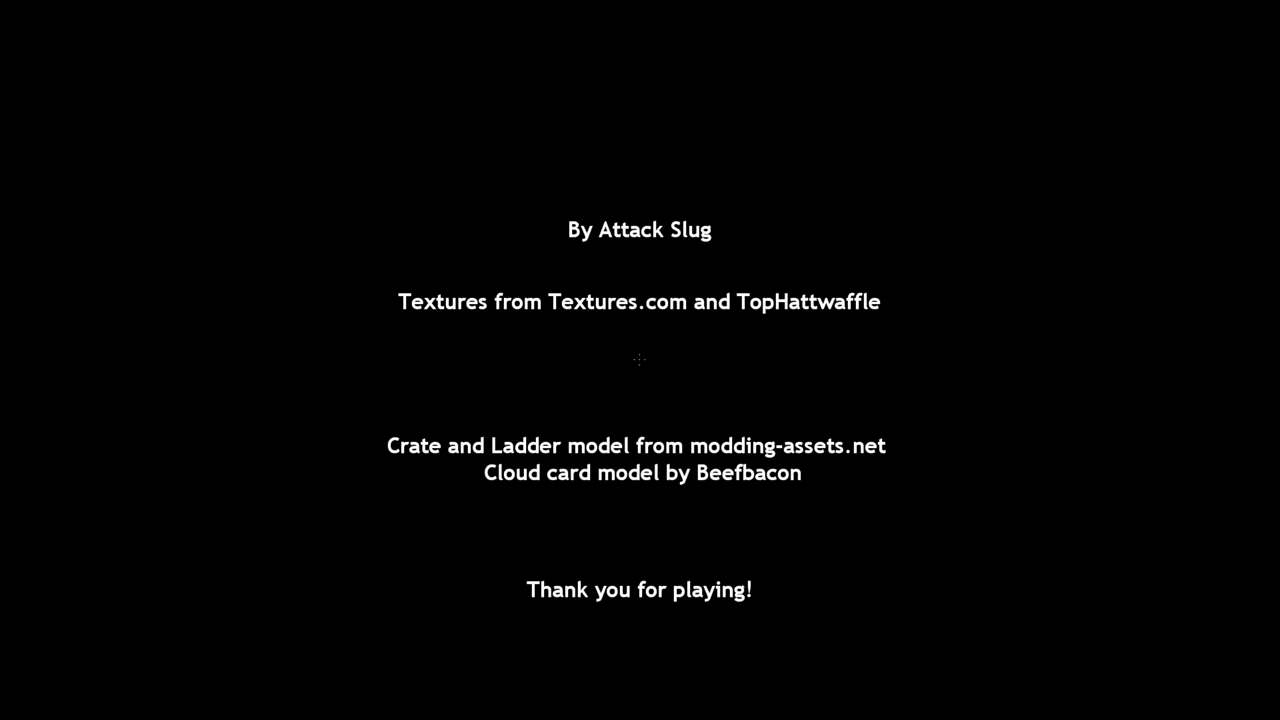 By Attack Slug
Textures from Textures.com and TopHattwaffle
Crate and Ladder model from modding-assets.net
Cloud card model by Beefbacon
Thank you for playing!